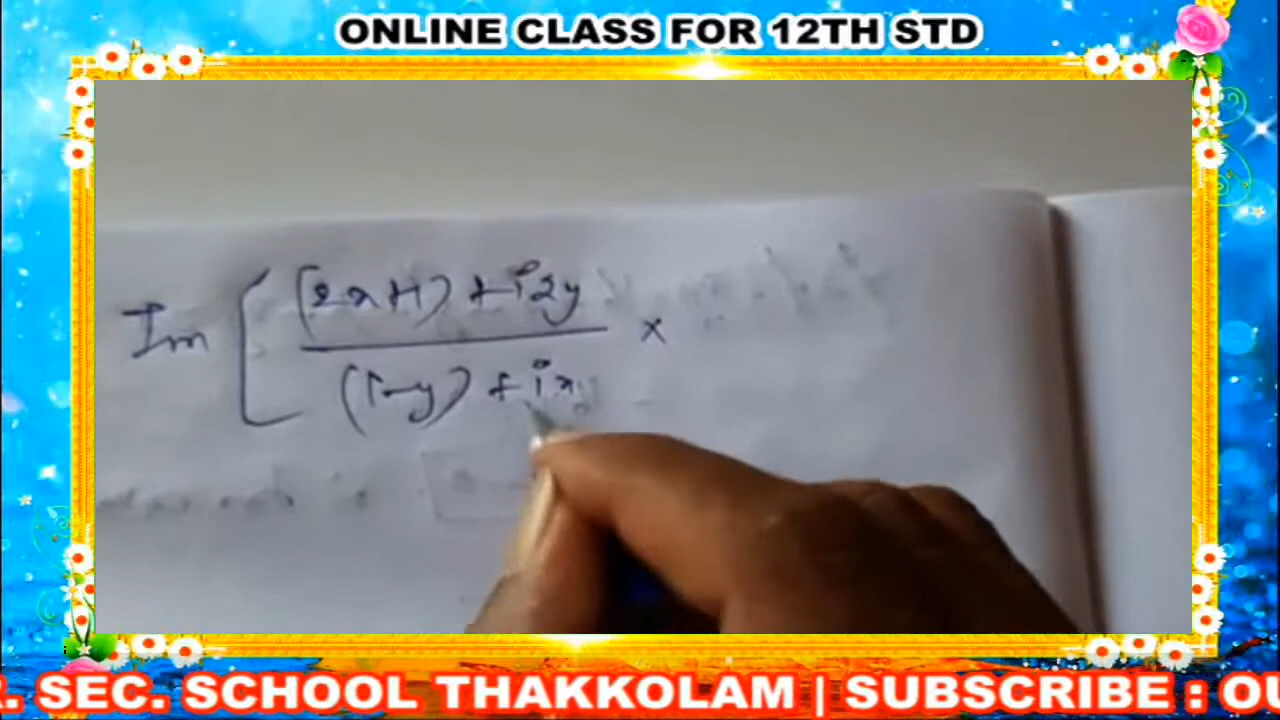 ONLINE CLASS FOR 12TH STD
Im [ (2x+1) + i2y ×
(1-y) + ix
R. SEC. SCHOOL THAKKOLAM | SUBSCRIBE : OU